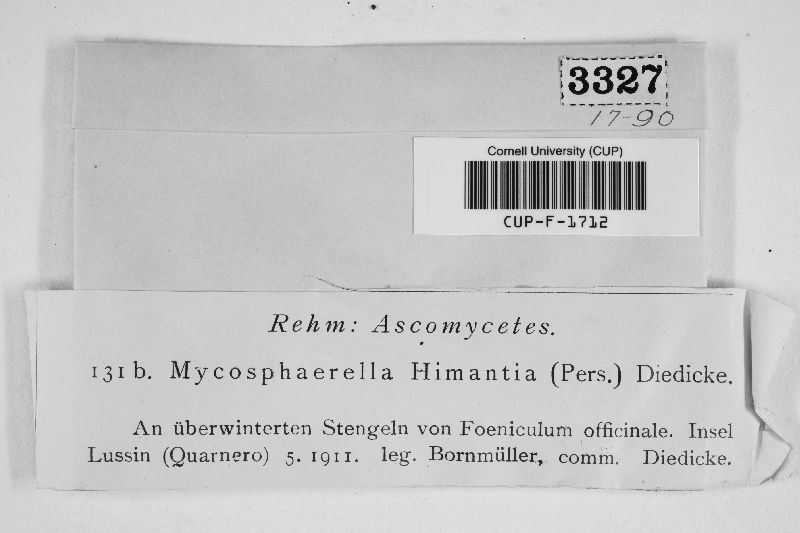 3327
17-90
Cornell University (CUP)
CUP-F-1712
Rehm: Ascomycetes.
131b. Mycosphaerella Himantia (Pers.) Diedicke.
An überwinterten Stengeln von Foeniculum officinale. Insel
Lussin (Quarnero) 5. 1911. leg. Bornmüller, comm. Diedicke.